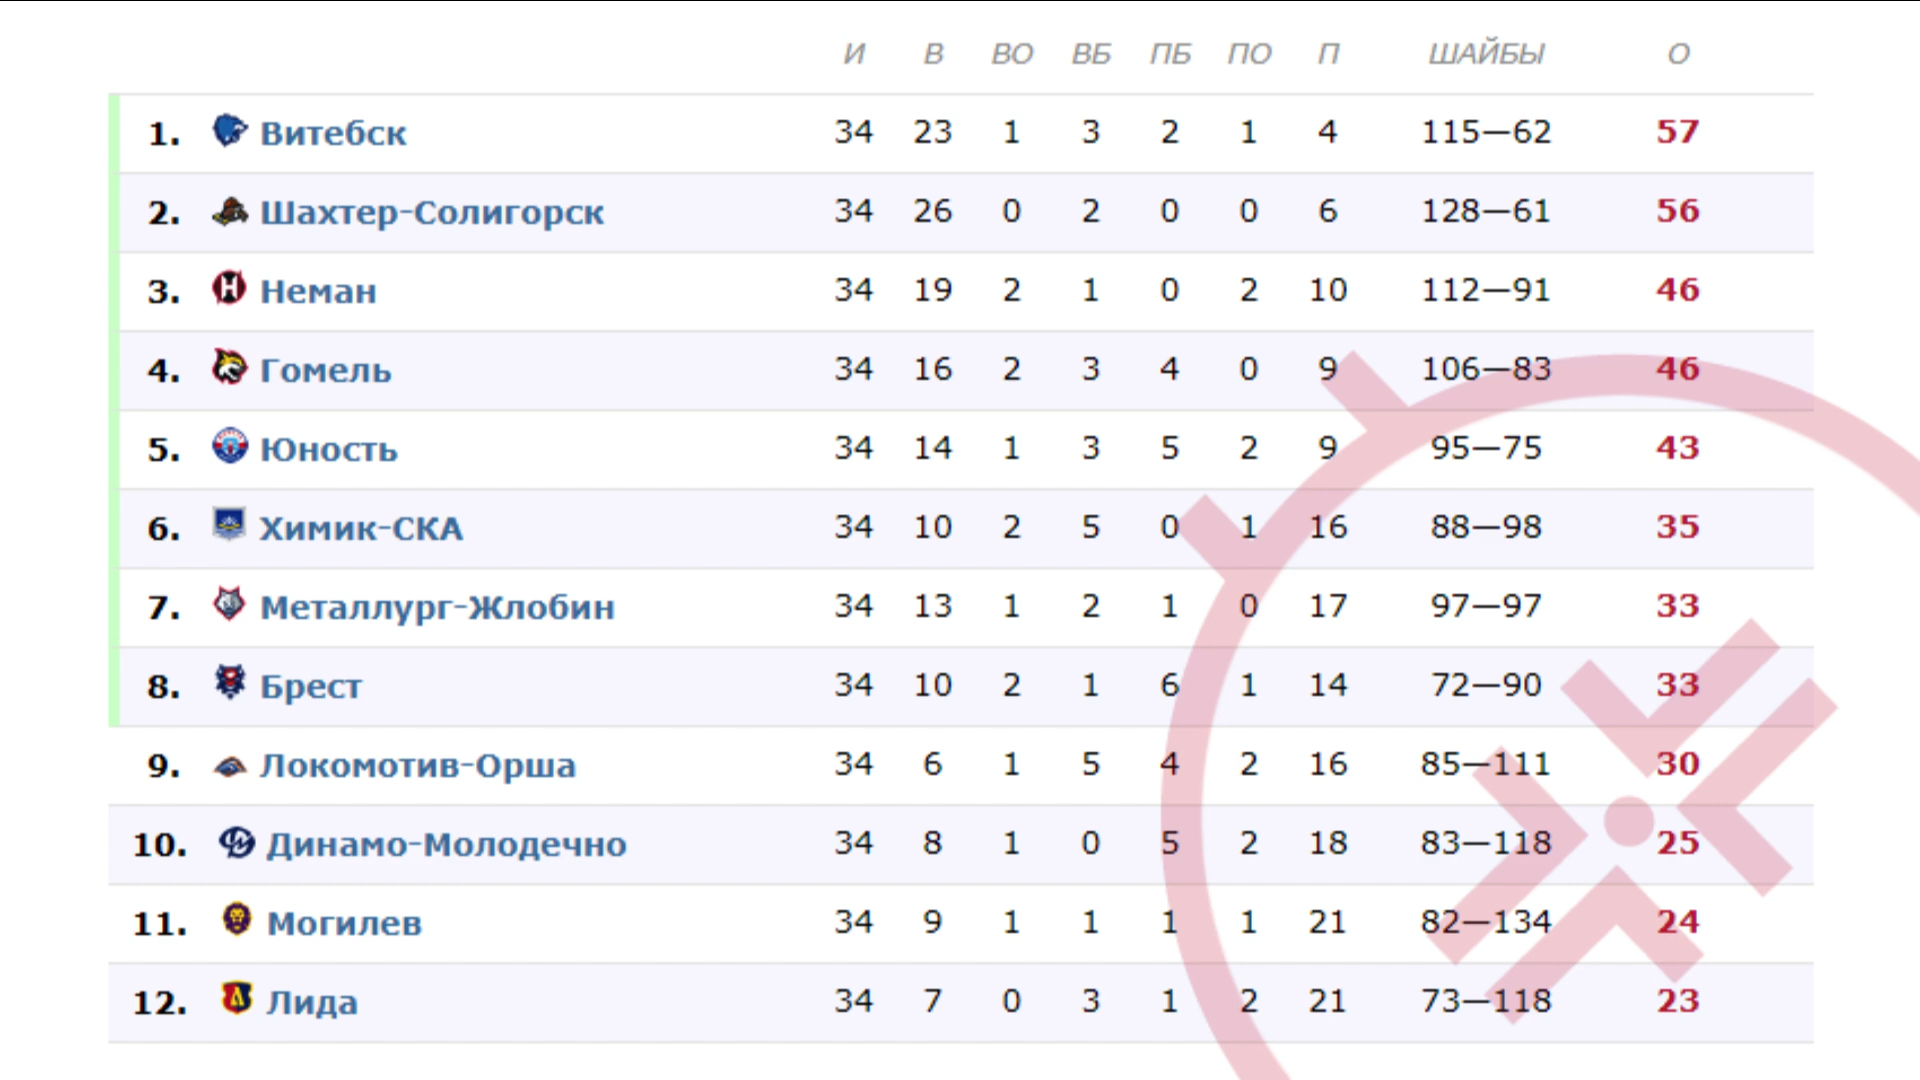 И В ВО ВБ ПБ ПО П ШАЙБЫ О
1. Витебск 34 23 1 3 2 1 4 115—62 57
2. Шахтер-Солигорск 34 26 0 2 0 0 6 128—61 56
3. Неман 34 19 2 1 0 2 10 112—91 46
4. Гомель 34 16 2 3 4 0 9 106—83 46
5. Юность 34 14 1 3 5 2 9 95—75 43
6. Химик-СКА 34 10 2 5 0 1 16 88—98 35
7. Металлург-Жлобин 34 13 1 2 1 0 17 97—97 33
8. Брест 34 10 2 1 6 1 14 72—90 33
9. Локомотив-Орша 34 6 1 5 4 2 16 85—111 30
10. Динамо-Молодечно 34 8 1 0 5 2 18 83—118 25
11. Могилев 34 9 1 1 1 1 21 82—134 24
12. Лида 34 7 0 3 1 2 21 73—118 23